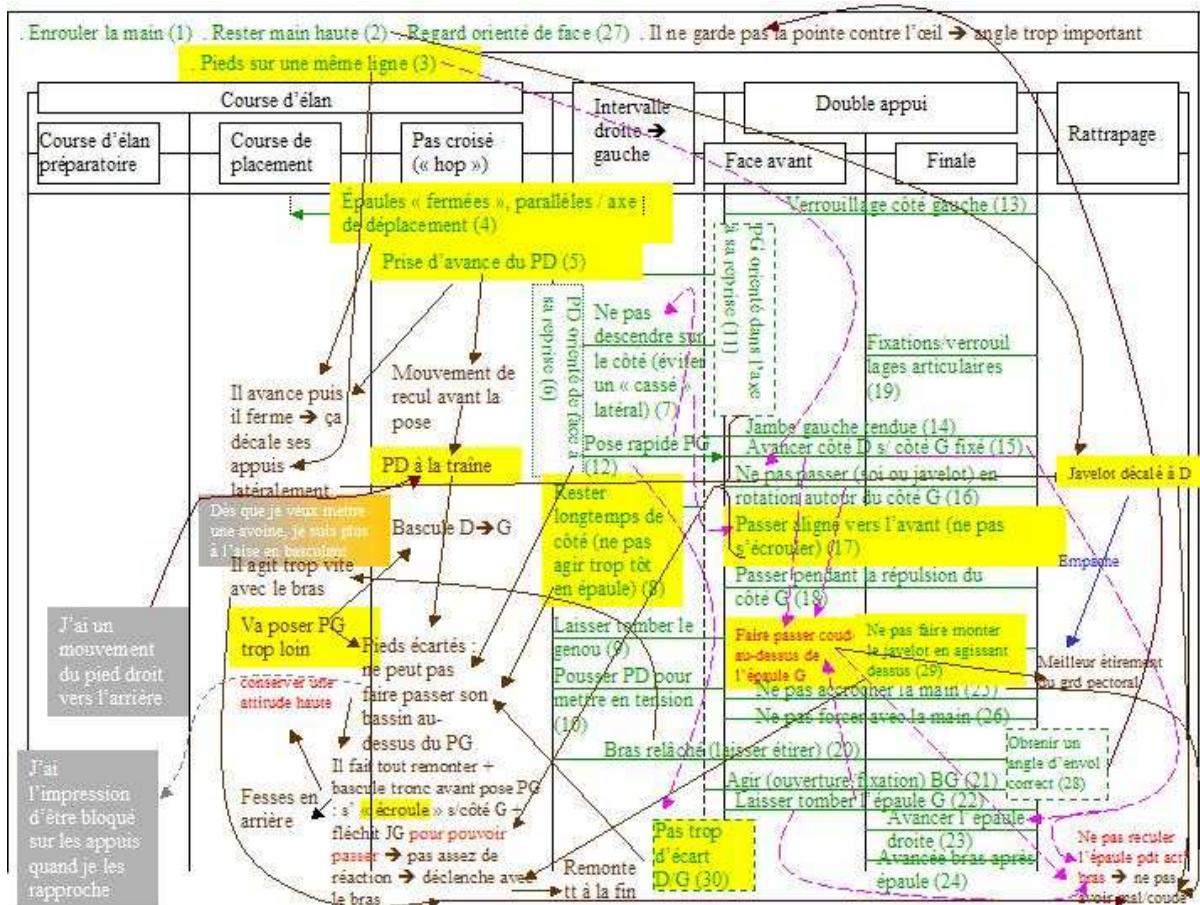 . Enrouler la main (1) . Rester main haute (2) . Regard orienté de face (27) . Il ne garde pas la pointe contre l'œil ➔ angle trop important
. Pieds sur une même ligne (3)
Course d'élan
Intervalle
droite ➔
gauche
Double appui
Rattrapage
Course d'élan
préparatoire
Course de
placement
Pas croisé
(« hop »)
Face avant
Finale
Épaules « fermées », parallèles / axe
de déplacement (4)
Verrouillage côté gauche (13)
Prise d'avance du PD (5)
PD orienté de face à
sa reprise (6)
PG orienté dans l'axe
à sa reprise (11)
Ne pas
descendre sur
le côté (éviter
un « cassé »
latéral) (7)
Fixations/verrouil
lages articulaires
(19)
Il avance puis
il ferme ➔ ça
décale ses
appuis
latéralement
Mouvement de
recul avant la
pose
PD à la traîne
Pose rapide PG
(12)
Jambe gauche tendue (14)
Avancer côté D s/ côté G fixé (15)
Ne pas passer (soi ou javelot) en
rotation autour du côté G (16)
Javelot décalé à D
Dès que je veux mettre
une avoine, je suis plus
à l'aise en basculant
Bascule D➔G
Rester
longtemps de
côté (ne pas
agir trop tôt
en épaule) (8)
Passer aligné vers l'avant (ne pas
s'écrouler) (17)
Il agit trop vite
avec le bras
Passer pendant la répulsion du
côté G (18)
Empêche
J'ai un
mouvement
du pied droit
vers l'arrière
Va poser PG
trop loin
conserver une
attitude haute
Pieds écartés :
ne peut pas
faire passer son
bassin au-
dessus du PG
Laisser tomber le
genou (9)
Pousser PD pour
mettre en tension
(10)
Faire passer coud
au-dessus de
l'épaule G
Ne pas faire monter
le javelot en agissant
dessus (29)
Meilleur étirement
du grd pectoral
Ne pas accrocher la main (25)
Ne pas forcer avec la main (26)
Bras relâché (laisser étirer) (20)
Obtenir un
angle d'envol
correct (28)
J'ai
l'impression
d'être bloqué
sur les appuis
quand je les
rapproche
Fesses en
arrière
Il fait tout remonter +
bascule tronc avant pose PG
: s' « écroule » s/côté G +
fléchit JG pour pouvoir
passer ➔ pas assez de
réaction ➔ déclenche avec
le bras
Agir (ouverture fixation) BG (21)
Laisser tomber l'épaule G (22)
Avancer l'épaule
droite (23)
Avancée bras après
épaule (24)
Remonte
tt à la fin
Pas trop
d'écart
D/G (30)
Ne pas reculer
l'épaule pdt act
bras ➔ ne pas
avoir mal/coude